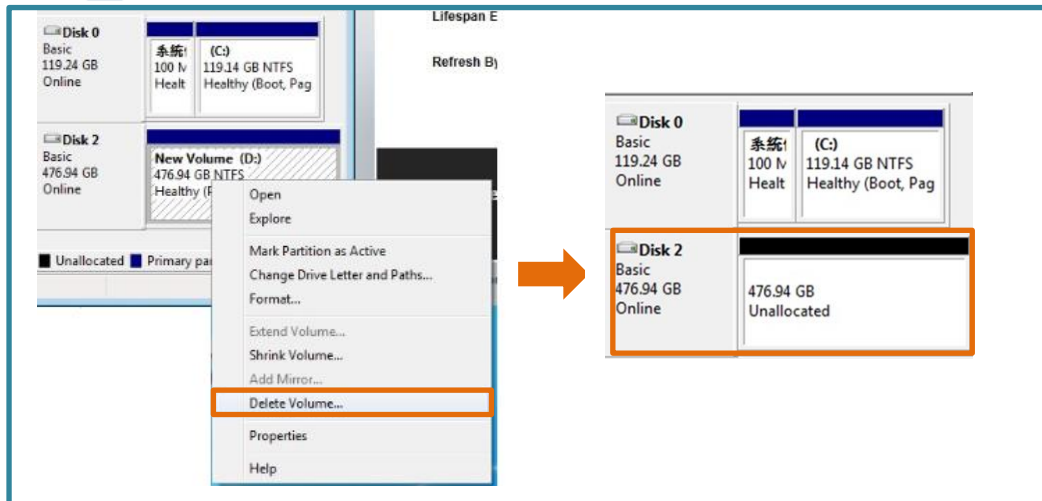 Lifespan E
Refresh By
Disk 0
Basic
119.24 GB
Online
系統
100 M
Healt
(C:)
119.14 GB NTFS
Healthy (Boot, Pag
Disk 2
Basic
476.94 GB
Online
New Volume (D:)
476.94 GB NTFS
Healthy (P
Unallocated
Primary par
Open
Explore
Mark Partition as Active
Change Drive Letter and Paths...
Format...
Extend Volume...
Shrink Volume...
Add Mirror...
Delete Volume...
Properties
Help
Disk 0
Basic
119.24 GB
Online
系統
100 M
Healt
(C:)
119.14 GB NTFS
Healthy (Boot, Pag
Disk 2
Basic
476.94 GB
Online
476.94 GB
Unallocated